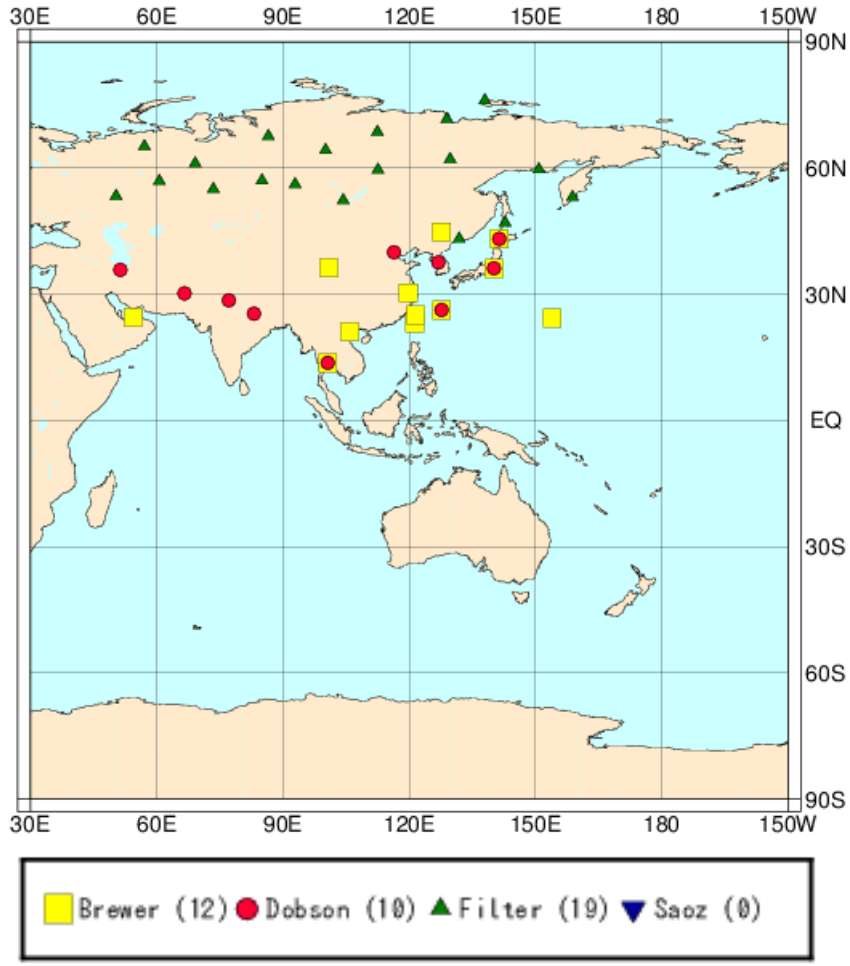 30E 60E 90E 120E 150E 180 150W
90N
60N
30N
EQ
30S
60S
90S
30E 60E 90E 120E 150E 180 150W
Brewer (12) Dobson (10) Filter (19) Saoz (0)